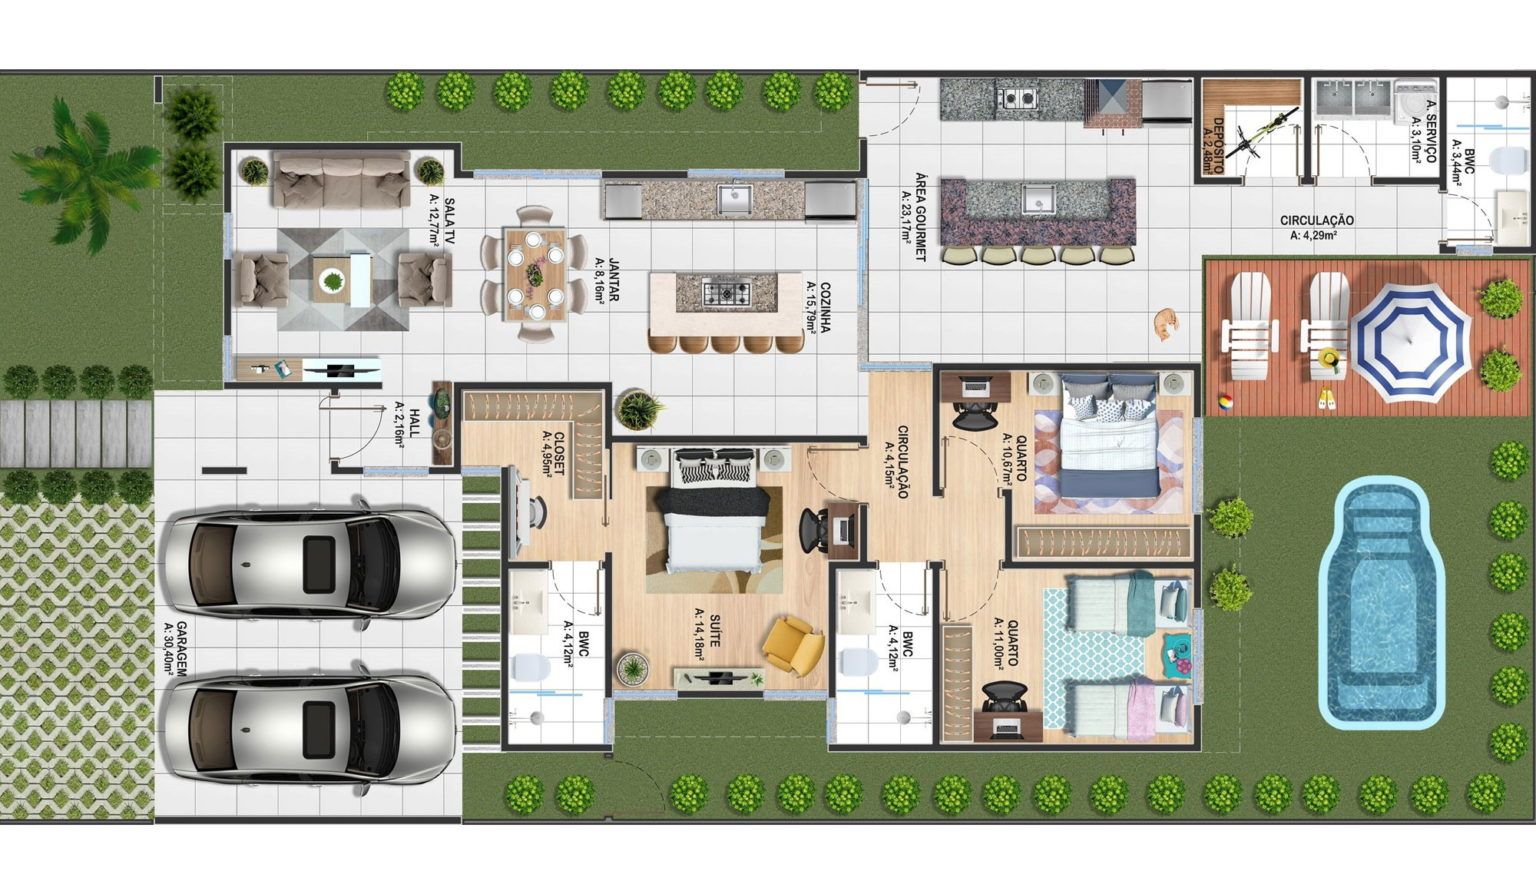 SALA TV
A: 12,77m²
JANTAR
A: 8,16m²
COZINHA
A: 15,79m²
ÁREA GOURMET
A: 23,17m²
DEPÓSITO
A: 2,48m²
A. SERVIÇO
A: 3,10m²
BWC
A: 3,44m²
CIRCULAÇÃO
A: 4,29m²
HALL
A: 2,16m²
CLOSET
A: 4,95m²
CIRCULAÇÃO
A: 4,15m²
QUARTO
A: 10,67m²
GARAGEM
A: 30,40m²
BWC
A: 4,12m²
SUÍTE
A: 14,18m²
BWC
A: 4,12m²
QUARTO
A: 11,00m²